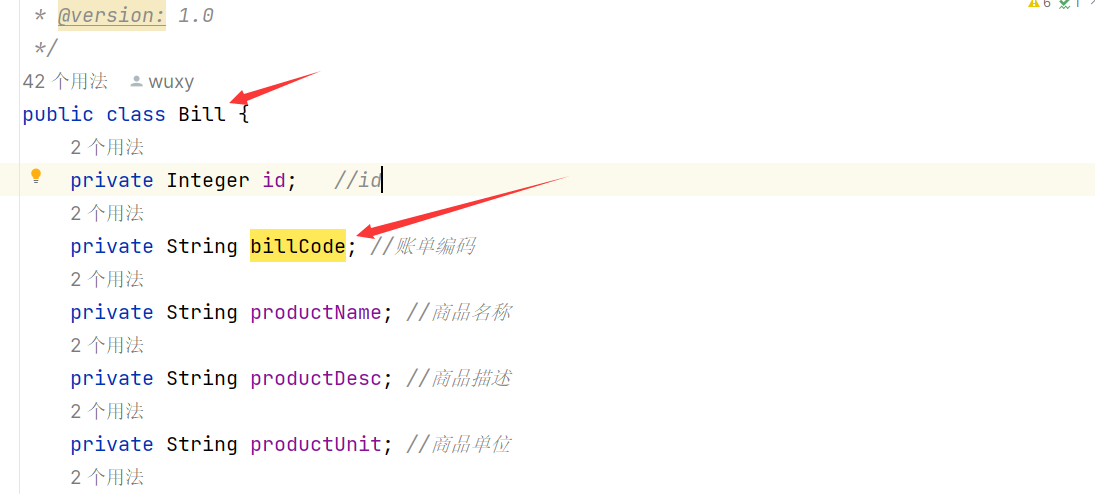 * @version: 1.0
*/
6 1
42 个用法 wuxy
public class Bill {
2 个用法
private Integer id; //id
2 个用法
private String billCode; //账单编码
2 个用法
private String productName; //商品名称
2 个用法
private String productDesc; //商品描述
2 个用法
private String productUnit; //商品单位
2 个用法